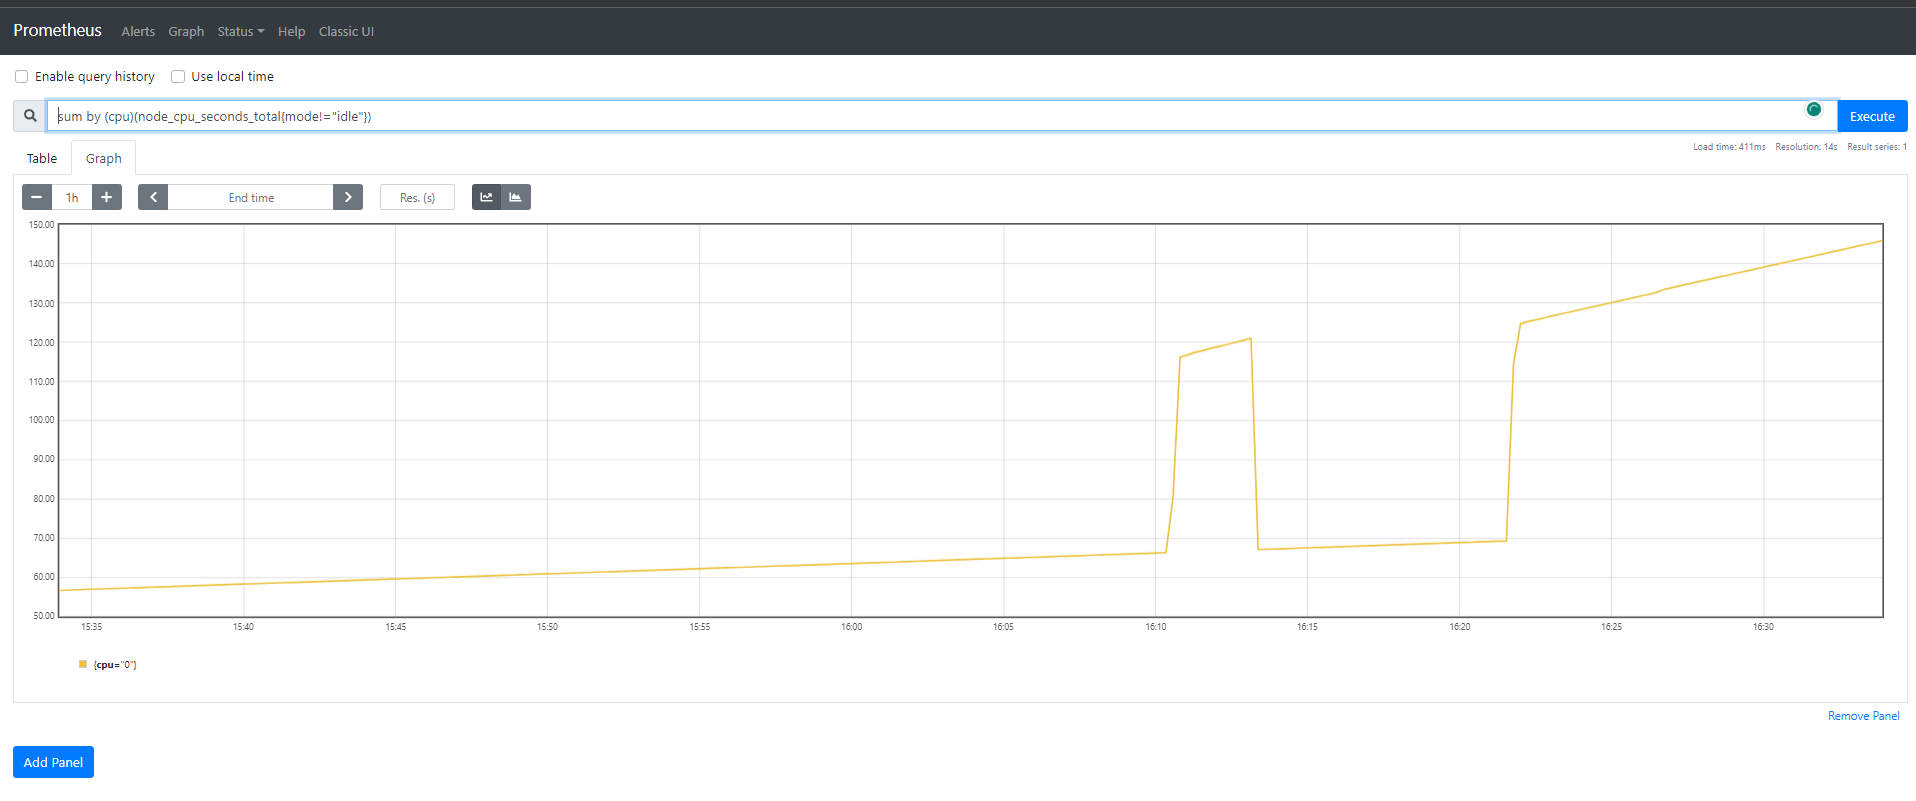 Prometheus Alerts Graph Status Help Classic UI
Enable query history Use local time
sum by (cpu)(node_cpu_seconds_total{mode!="idle"}) Execute
Load time: 411ms Resolution: 14s Result series: 1
Table Graph
1h End time Res. (s)
150.00
140.00
130.00
120.00
110.00
100.00
90.00
80.00
70.00
60.00
50.00
15:35 15:40 15:45 15:50 15:55 16:00 16:05 16:10 16:15 16:20 16:25 16:30
{cpu="0"}
Remove Panel
Add Panel